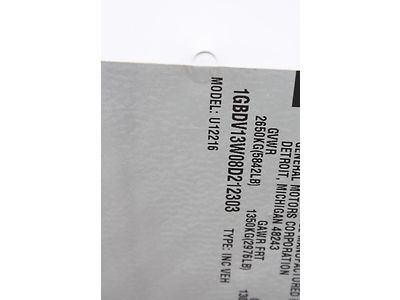 MANUFACTURED
GENERAL MOTORS CORPORATION
DETROIT, MICHIGAN 48243
GVWR GAWR FRT
2650KG(5842LB) 1350KG(2976LB)
1GBDV13W08D212303 TYPE: INC VEH
MODEL: U12216